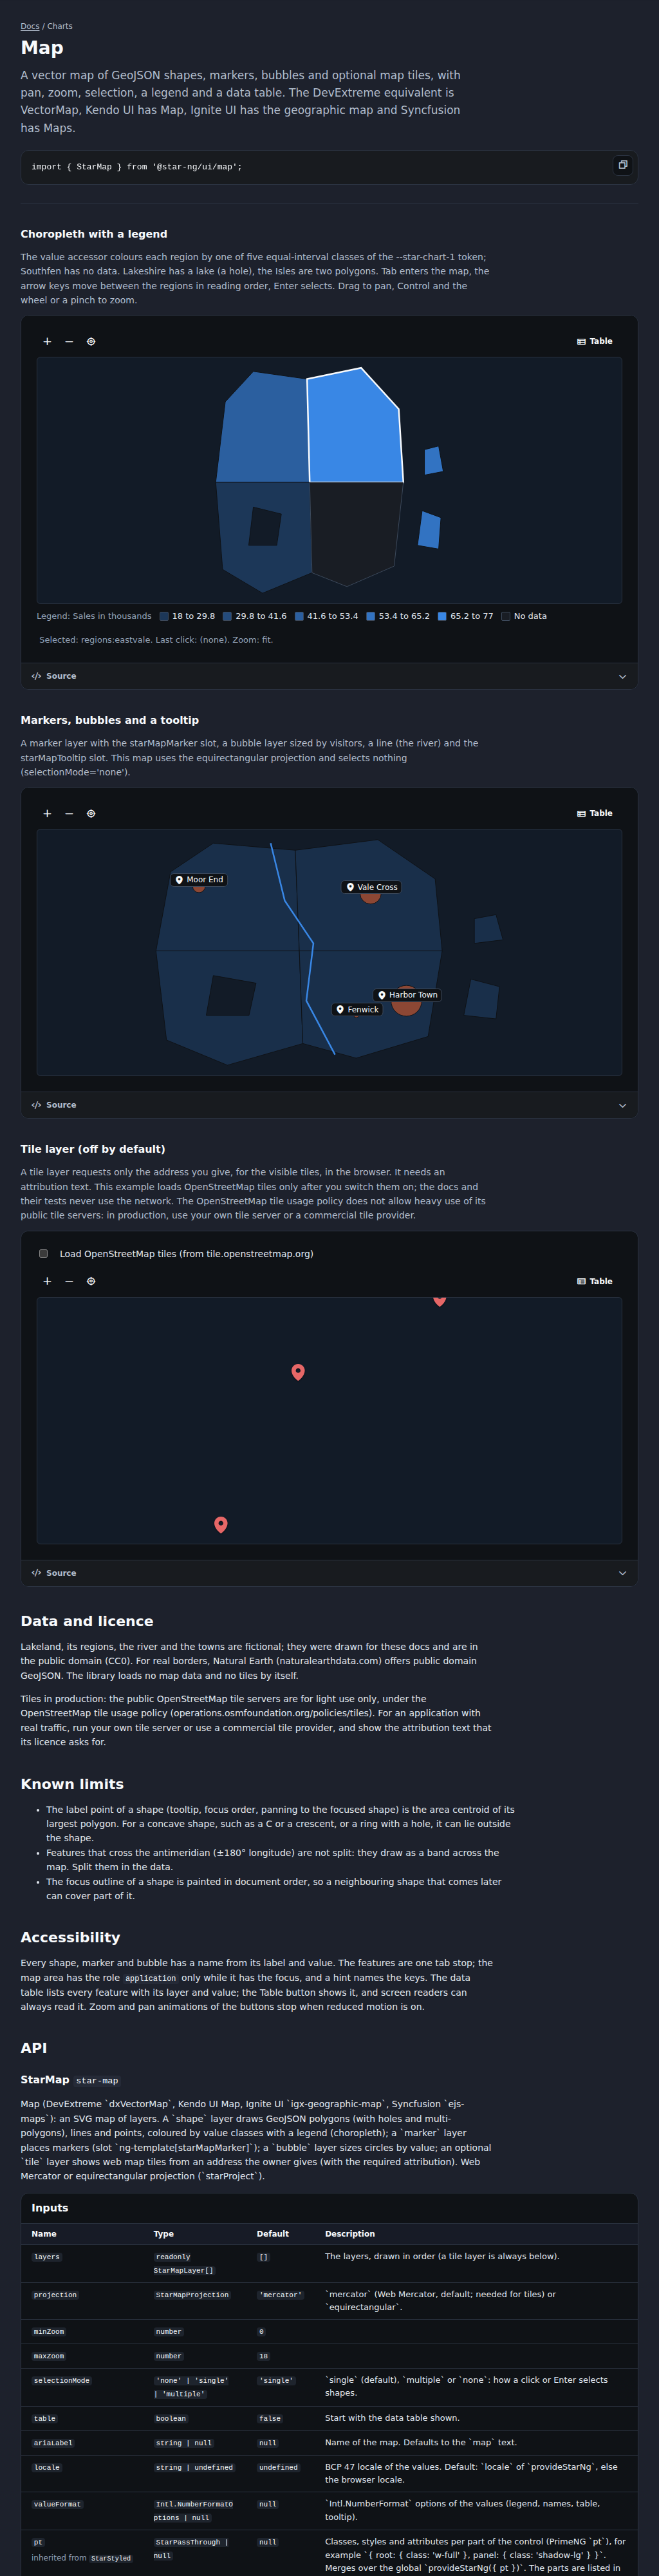 Docs / Charts
Map
A vector map of GeoJSON shapes, markers, bubbles and optional map tiles, with
pan, zoom, selection, a legend and a data table. The DevExtreme equivalent is
VectorMap, Kendo UI has Map, Ignite UI has the geographic map and Syncfusion
has Maps.
import { StarMap } from '@star-ng/ui/map';
Choropleth with a legend
The value accessor colours each region by one of five equal-interval classes of the --star-chart-1 token;
Southfen has no data. Lakeshire has a lake (a hole), the Isles are two polygons. Tab enters the map, the
arrow keys move between the regions in reading order, Enter selects. Drag to pan, Control and the
wheel or a pinch to zoom.
Table
Legend: Sales in thousands 18 to 29.8 29.8 to 41.6 41.6 to 53.4 53.4 to 65.2 65.2 to 77 No data
Selected: regions:eastvale. Last click: (none). Zoom: fit.
Source
Markers, bubbles and a tooltip
A marker layer with the starMapMarker slot, a bubble layer sized by visitors, a line (the river) and the
starMapTooltip slot. This map uses the equirectangular projection and selects nothing
(selectionMode='none').
Table
Moor End
Vale Cross
Harbor Town
Fenwick
Source
Tile layer (off by default)
A tile layer requests only the address you give, for the visible tiles, in the browser. It needs an
attribution text. This example loads OpenStreetMap tiles only after you switch them on; the docs and
their tests never use the network. The OpenStreetMap tile usage policy does not allow heavy use of its
public tile servers: in production, use your own tile server or a commercial tile provider.
Load OpenStreetMap tiles (from tile.openstreetmap.org)
Table
Source
Data and licence
Lakeland, its regions, the river and the towns are fictional; they were drawn for these docs and are in
the public domain (CC0). For real borders, Natural Earth (naturalearthdata.com) offers public domain
GeoJSON. The library loads no map data and no tiles by itself.
Tiles in production: the public OpenStreetMap tile servers are for light use only, under the
OpenStreetMap tile usage policy (operations.osmfoundation.org/policies/tiles). For an application with
real traffic, run your own tile server or use a commercial tile provider, and show the attribution text that
its licence asks for.
Known limits
• The label point of a shape (tooltip, focus order, panning to the focused shape) is the area centroid of its
largest polygon. For a concave shape, such as a C or a crescent, or a ring with a hole, it can lie outside
the shape.
• Features that cross the antimeridian (±180° longitude) are not split: they draw as a band across the
map. Split them in the data.
• The focus outline of a shape is painted in document order, so a neighbouring shape that comes later
can cover part of it.
Accessibility
Every shape, marker and bubble has a name from its label and value. The features are one tab stop; the
map area has the role application only while it has the focus, and a hint names the keys. The data
table lists every feature with its layer and value; the Table button shows it, and screen readers can
always read it. Zoom and pan animations of the buttons stop when reduced motion is on.
API
StarMap star-map
Map (DevExtreme `dxVectorMap`, Kendo UI Map, Ignite UI `igx-geographic-map`, Syncfusion `ejs-
maps`): an SVG map of layers. A `shape` layer draws GeoJSON polygons (with holes and multi-
polygons), lines and points, coloured by value classes with a legend (choropleth); a `marker` layer
places markers (slot `ng-template[starMapMarker]`); a `bubble` layer sizes circles by value; an optional
`tile` layer shows web map tiles from an address the owner gives (with the required attribution). Web
Mercator or equirectangular projection (`starProject`).
Inputs
Name Type Default Description
layers readonly StarMapLayer[] [] The layers, drawn in order (a tile layer is always below).
projection StarMapProjection 'mercator' `mercator` (Web Mercator, default; needed for tiles) or
`equirectangular`.
minZoom number 0
maxZoom number 18
selectionMode 'none' | 'single' | 'multiple' 'single' `single` (default), `multiple` or `none`: how a click or Enter selects
shapes.
table boolean false Start with the data table shown.
ariaLabel string | null null Name of the map. Defaults to the `map` text.
locale string | undefined undefined BCP 47 locale of the values. Default: `locale` of `provideStarNg`, else
the browser locale.
valueFormat Intl.NumberFormatOptions | null null `Intl.NumberFormat` options of the values (legend, names, table,
tooltip).
pt StarPassThrough | null null Classes, styles and attributes per part of the control (PrimeNG `pt`), for
inherited from StarStyled example `{ root: { class: 'w-full' }, panel: { class: 'shadow-lg' } }`.
Merges over the global `provideStarNg({ pt })`. The parts are listed in